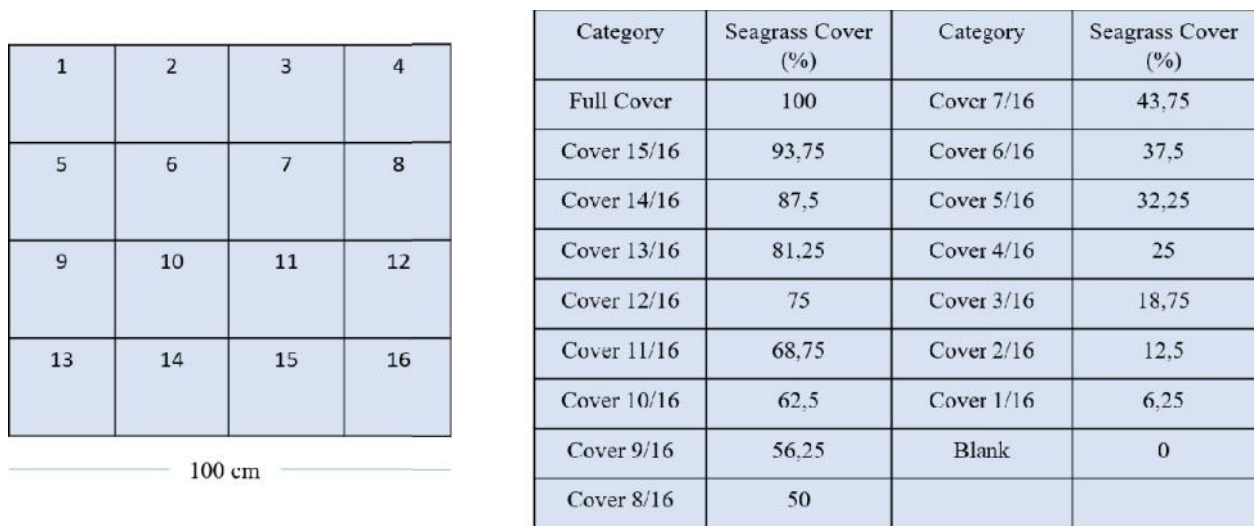 1 2 3 4
5 6 7 8
9 10 11 12
13 14 15 16
100 cm
Category Seagrass Cover (%) Category Seagrass Cover (%)
Full Cover 100 Cover 7/16 43,75
Cover 15/16 93,75 Cover 6/16 37,5
Cover 14/16 87,5 Cover 5/16 32,25
Cover 13/16 81,25 Cover 4/16 25
Cover 12/16 75 Cover 3/16 18,75
Cover 11/16 68,75 Cover 2/16 12,5
Cover 10/16 62,5 Cover 1/16 6,25
Cover 9/16 56,25 Blank 0
Cover 8/16 50